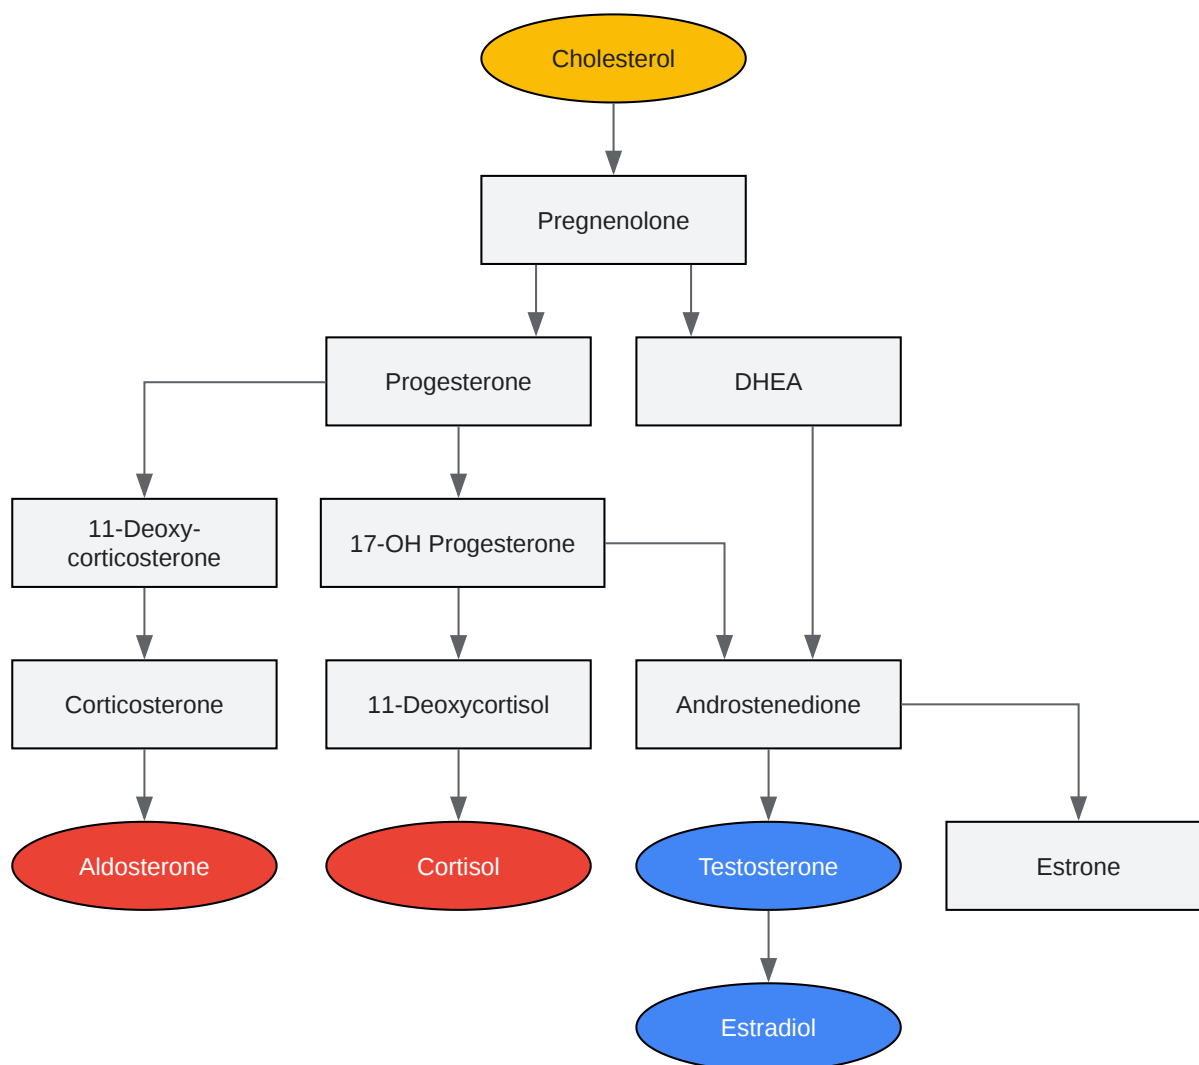 Cholesterol
Pregnenolone
Progesterone
DHEA
11-Deoxy-
corticosterone
17-OH Progesterone
Corticosterone
11-Deoxycortisol
Androstenedione
Aldosterone
Cortisol
Testosterone
Estrone
Estradiol